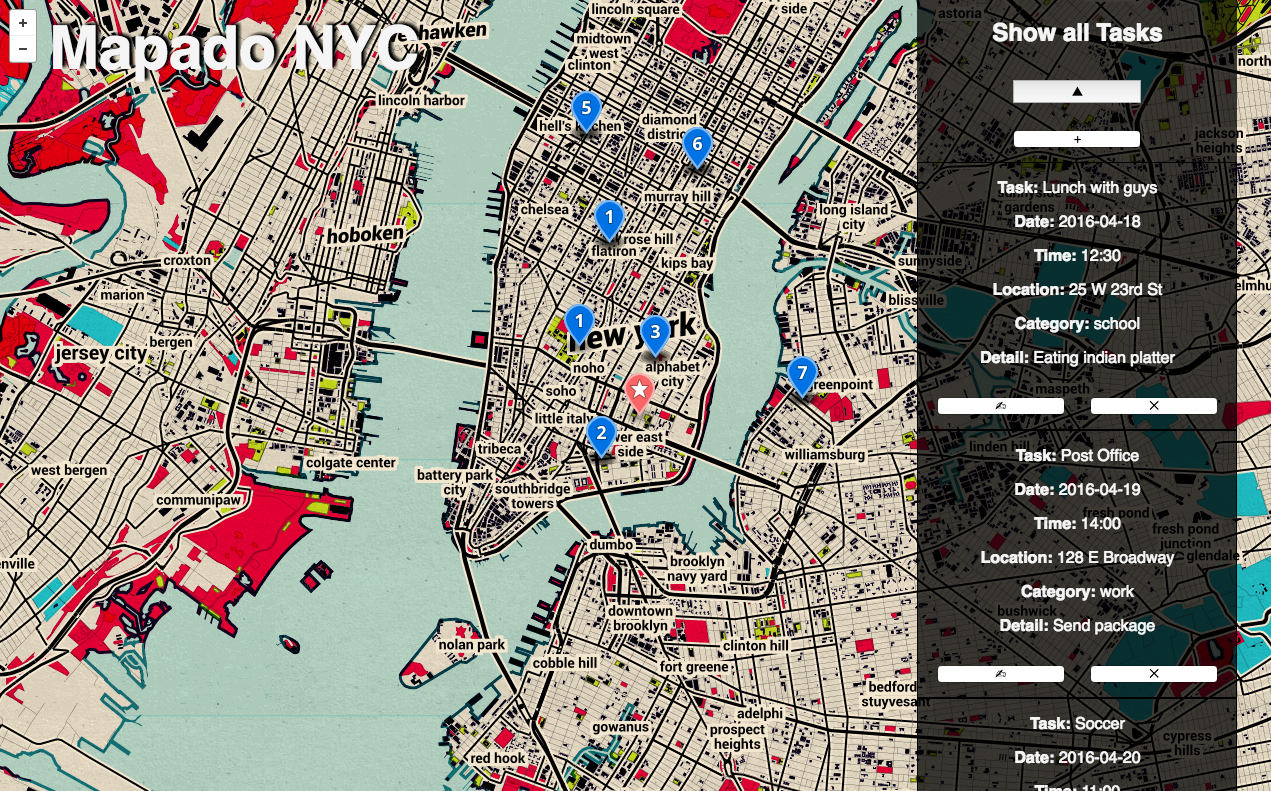 +
−
Mapado NYC
hawken
lincoln square
side
midtown
west
clinton
lincoln harbor
5
hell's kitchen
diamond
district
6
murray hill
chelsea
1
rose hill
flatiron
kips bay
long island
city
hoboken
croxton
marion
bergen
jersey city
1
new york
3
noho
alphabet
city
soho
little italy
2
side
tribeca
battery park
city
southbridge
towers
7
greenpoint
williamsburg
west bergen
colgate center
communipaw
dumbo
brooklyn
navy yard
downtown
brooklyn
nolan park
clinton hill
cobble hill
fort greene
bedford
stuyvesant
adelphi
gowanus
prospect
heights
red hook
astoria
north
jackson
heights
gardens
sunnyside
blissville
elmhu
maspeth
linden hill
fresh pond
fresh pond
junction
glendale
bushwick
cypress
hills
Show all Tasks
▲
+
Task: Lunch with guys
Date: 2016-04-18
Time: 12:30
Location: 25 W 23rd St
Category: school
Detail: Eating indian platter
✍ ✕
Task: Post Office
Date: 2016-04-19
Time: 14:00
Location: 128 E Broadway
Category: work
Detail: Send package
✍ ✕
Task: Soccer
Date: 2016-04-20
Time: 11:00